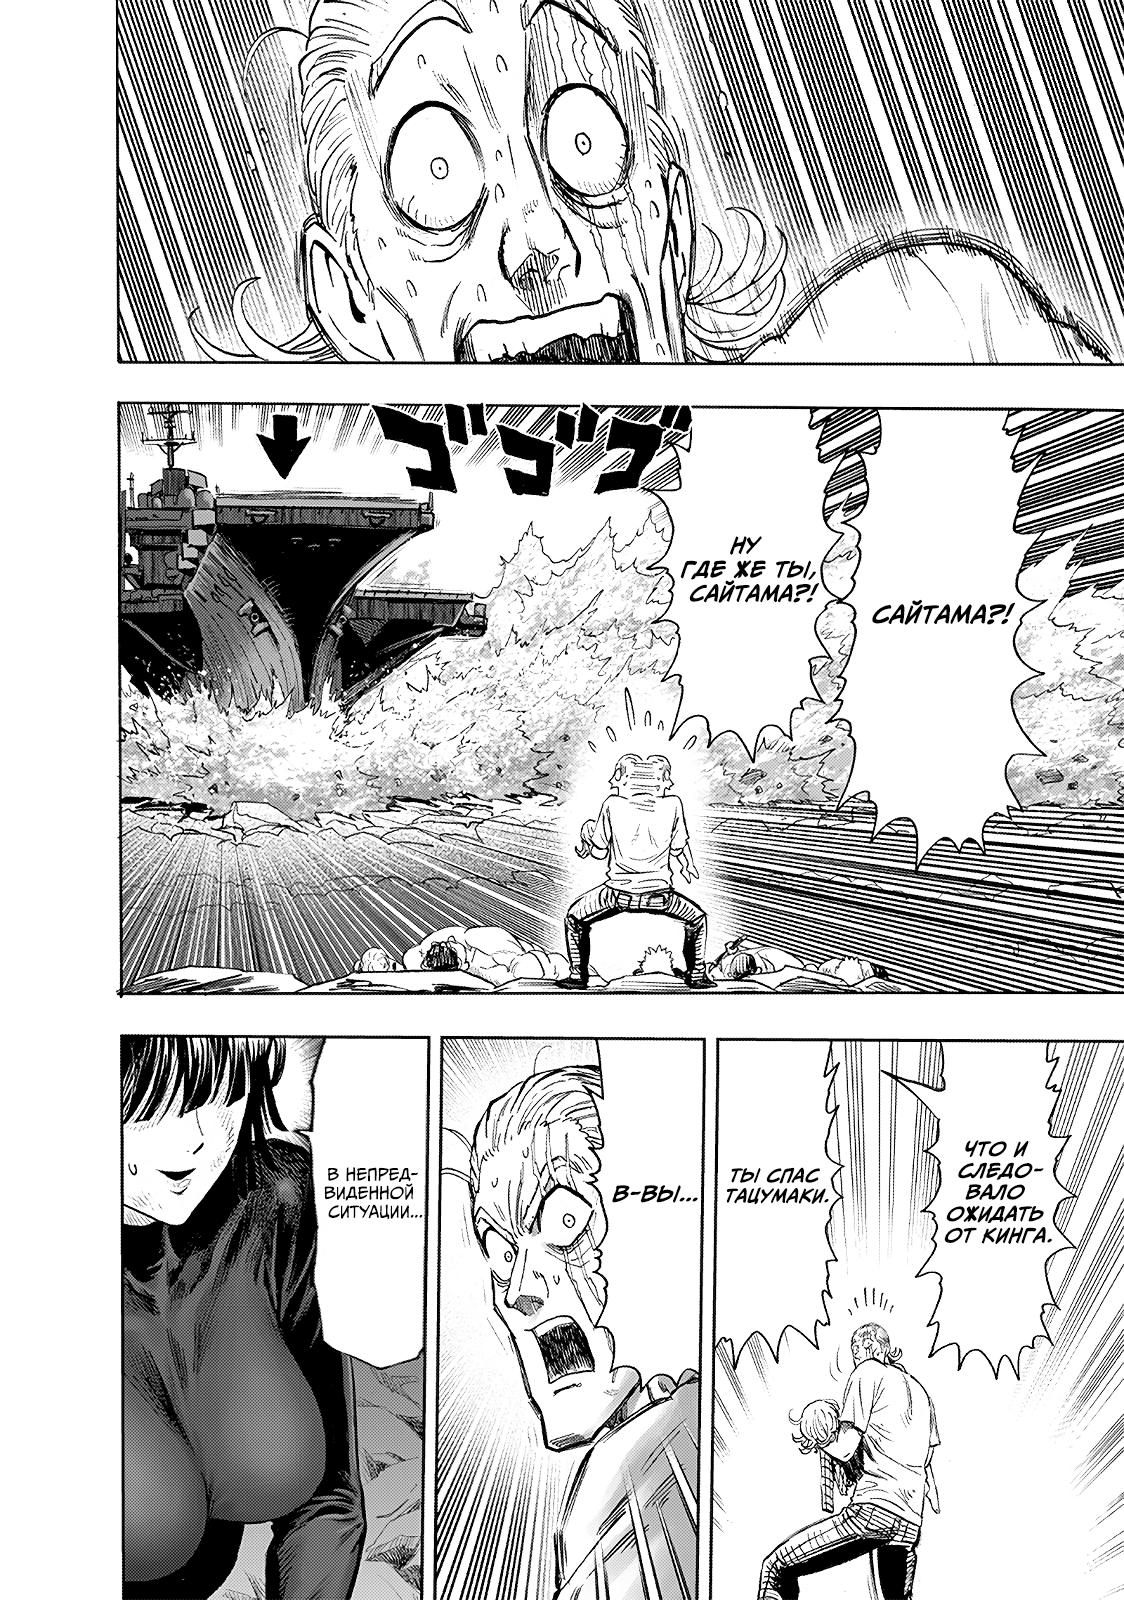 ゴゴゴ
САЙТАМА?!
НУ
ГДЕ ЖЕ ТЫ,
САЙТАМА?!
ЧТО И
СЛЕДО-
ВАЛО
ОЖИДАТЬ
ОТ КИНГА.
ТЫ СПАС
ТАЦУМАКИ.
В-ВЫ...
В НЕПРЕД-
ВИДЕННОЙ
СИТУАЦИИ...